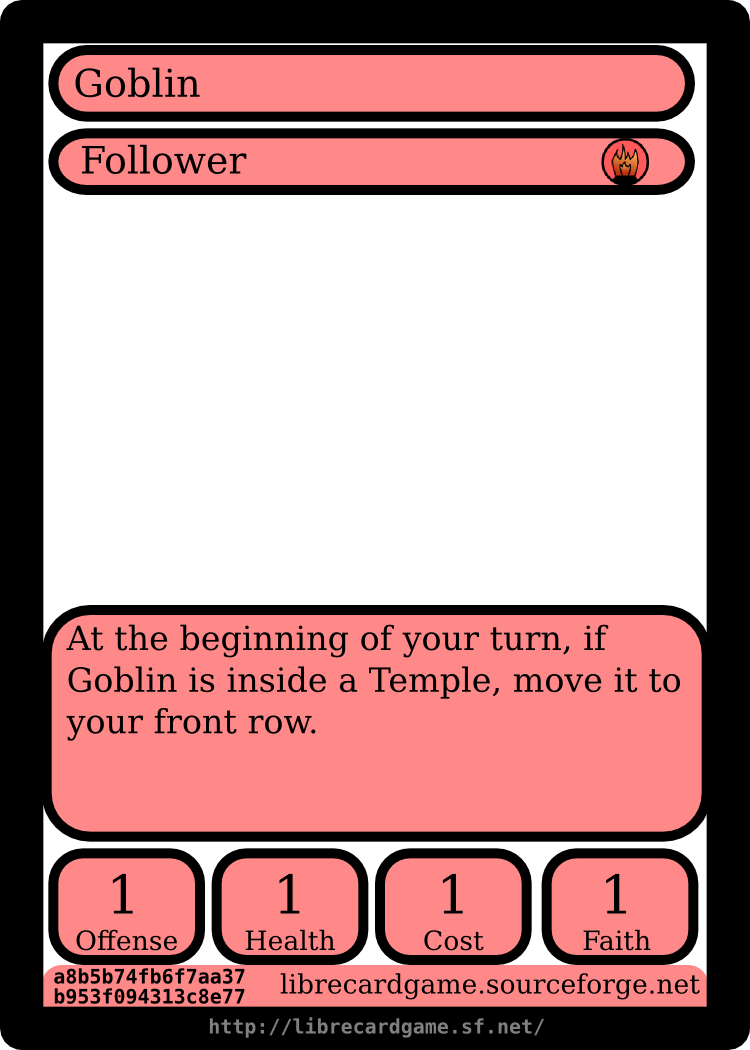 Goblin
Follower
At the beginning of your turn, if
Goblin is inside a Temple, move it to
your front row.
1 1 1 1
Offense Health Cost Faith
a8b5b74fb6f7aa37
b953f094313c8e77
librecardgame.sourceforge.net
http://librecardgame.sf.net/